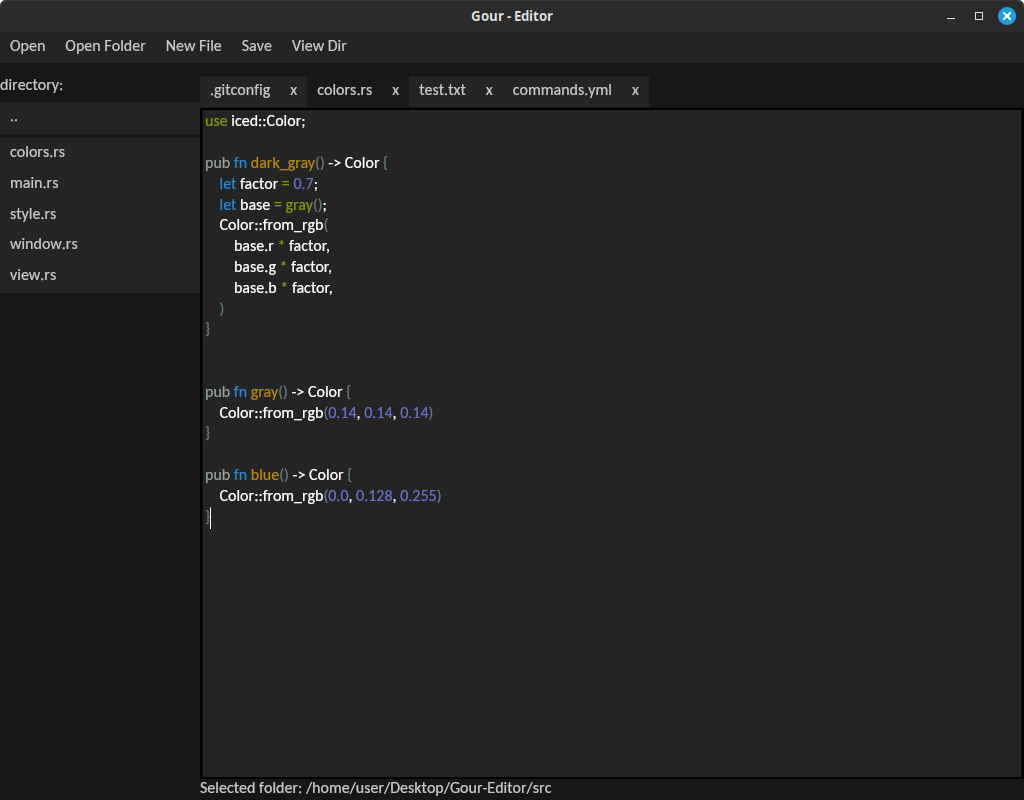 Gour - Editor
Open Open Folder New File Save View Dir
directory:
..
colors.rs
main.rs
style.rs
window.rs
view.rs
.gitconfig x colors.rs x test.txt x commands.yml x
use iced::Color;
pub fn dark_gray() -> Color {
    let factor = 0.7;
    let base = gray();
    Color::from_rgb(
        base.r * factor,
        base.g * factor,
        base.b * factor,
    )
}
pub fn gray() -> Color {
    Color::from_rgb(0.14, 0.14, 0.14)
}
pub fn blue() -> Color {
    Color::from_rgb(0.0, 0.128, 0.255)
}
Selected folder: /home/user/Desktop/Gour-Editor/src